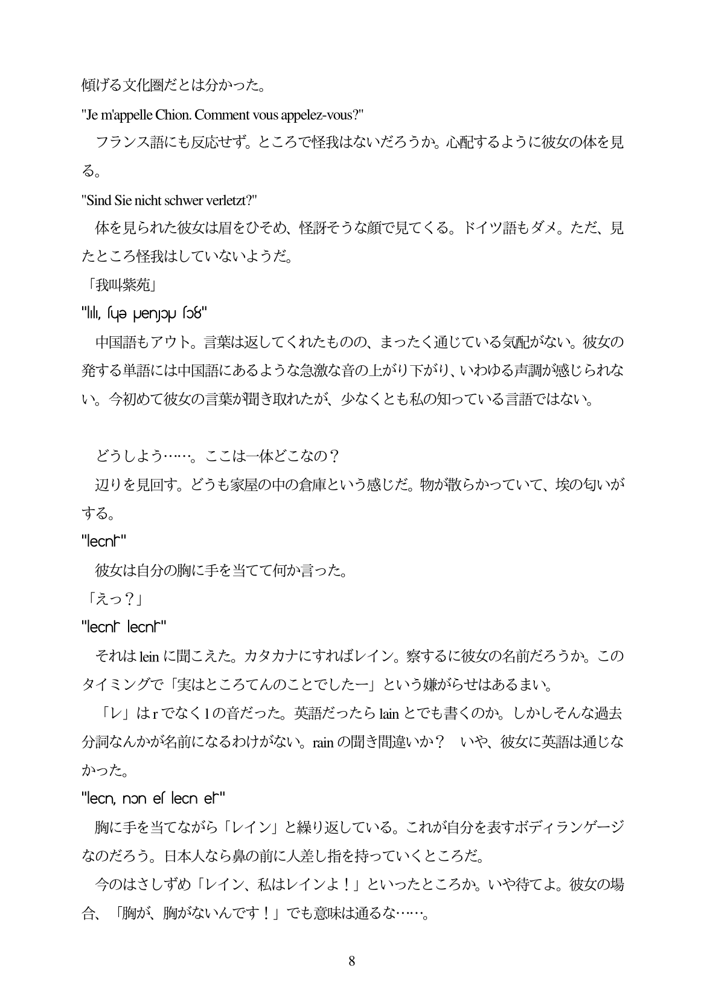 傾げる文化圏だとは分かった。
"Je m'appelle Chion. Comment vous appelez-vous?"
フランス語にも反応せず。ところで怪我はないだろうか。心配するように彼女の体を見
る。
"Sind Sie nicht schwer verletzt?"
体を見られた彼女は眉をひそめ、怪訝そうな顔で見てくる。ドイツ語もダメ。ただ、見
たところ怪我はしていないようだ。
「我叫紫苑」
中国語もアウト。言葉は返してくれたものの、まったく通じている気配がない。彼女の
発する単語には中国語にあるような急激な音の上がり下がり、いわゆる声調が感じられな
い。今初めて彼女の言葉が聞き取れたが、少なくとも私の知っている言語ではない。
どうしよう……。ここは一体どこなの？
辺りを見回す。どうも家屋の中の倉庫という感じだ。物が散らかっていて、埃の匂いが
する。
彼女は自分の胸に手を当てて何か言った。
「えっ？」
それは lein に聞こえた。カタカナにすればレイン。察するに彼女の名前だろうか。この
タイミングで「実はところてんのことでしたー」という嫌がらせはあるまい。
「レ」は r でなく l の音だった。英語だったら lain とでも書くのか。しかしそんな過去
分詞なんかが名前になるわけがない。rain の聞き間違いか？　いや、彼女に英語は通じな
かった。
胸に手を当てながら「レイン」と繰り返している。これが自分を表すボディランゲージ
なのだろう。日本人なら鼻の前に人差し指を持っていくところだ。
今のはさしずめ「レイン、私はレインよ！」といったところか。いや待てよ。彼女の場
合、「胸が、胸がないんです！」でも意味は通るな……。
8